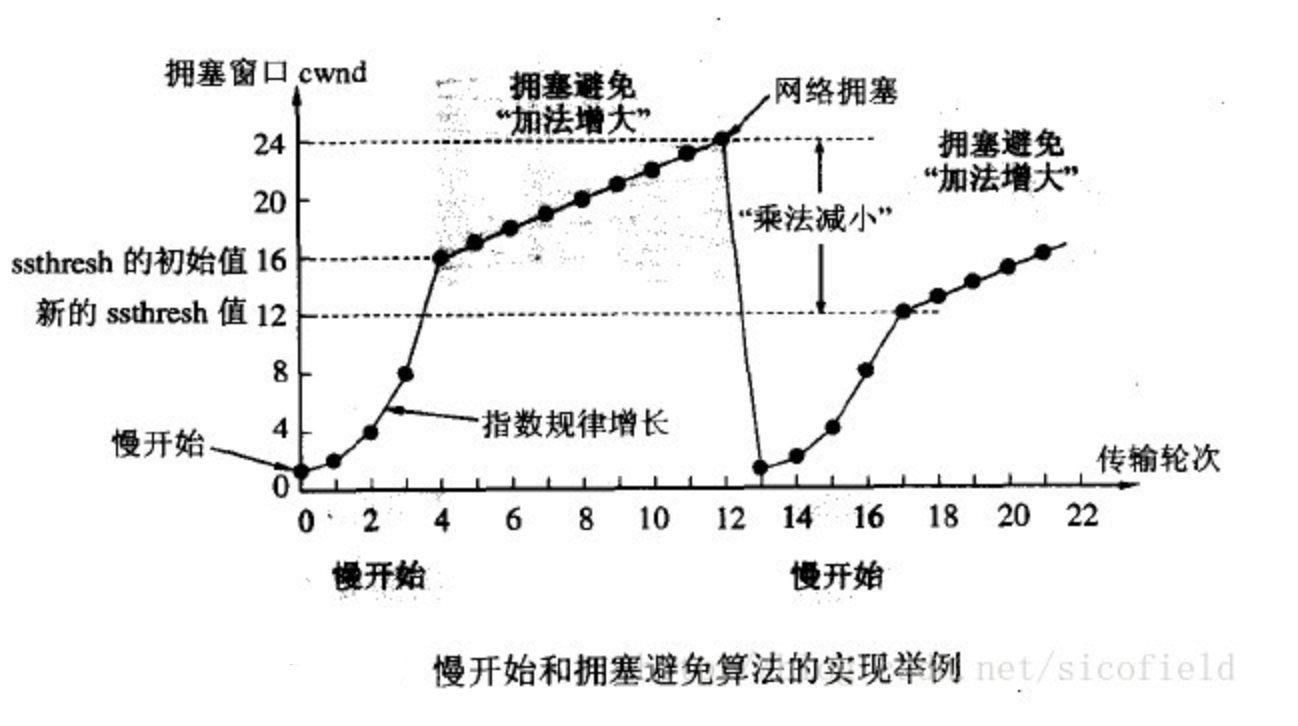 拥塞窗口 cwnd
拥塞避免
“加法增大”
网络拥塞
拥塞避免
“加法增大”
24
20
“乘法减小”
ssthresh 的初始值 16
新的 ssthresh 值 12
8
4
指数规律增长
慢开始
0
传输轮次
0 2 4 6 8 10 12 14 16 18 20 22
慢开始
慢开始
慢开始和拥塞避免算法的实现举例
net/sicofield